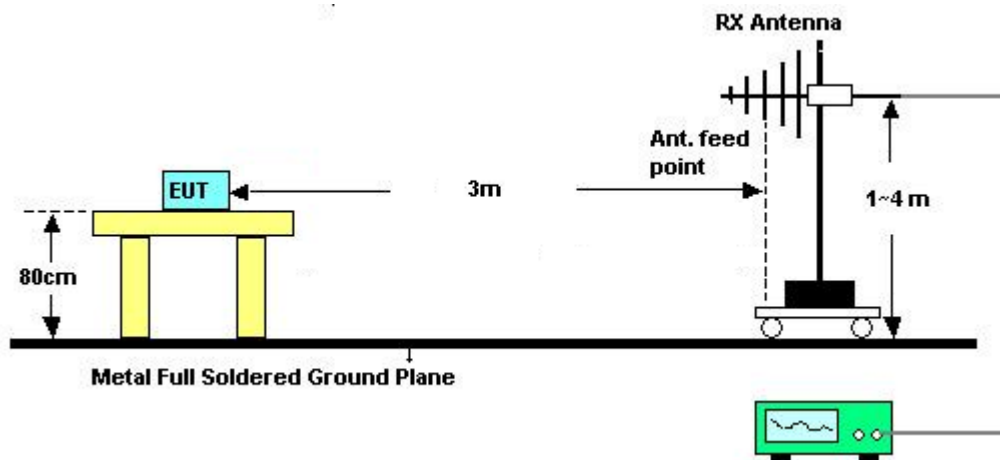 RX Antenna
Ant. feed
point
EUT
3m
1~4 m
80cm
Metal Full Soldered Ground Plane